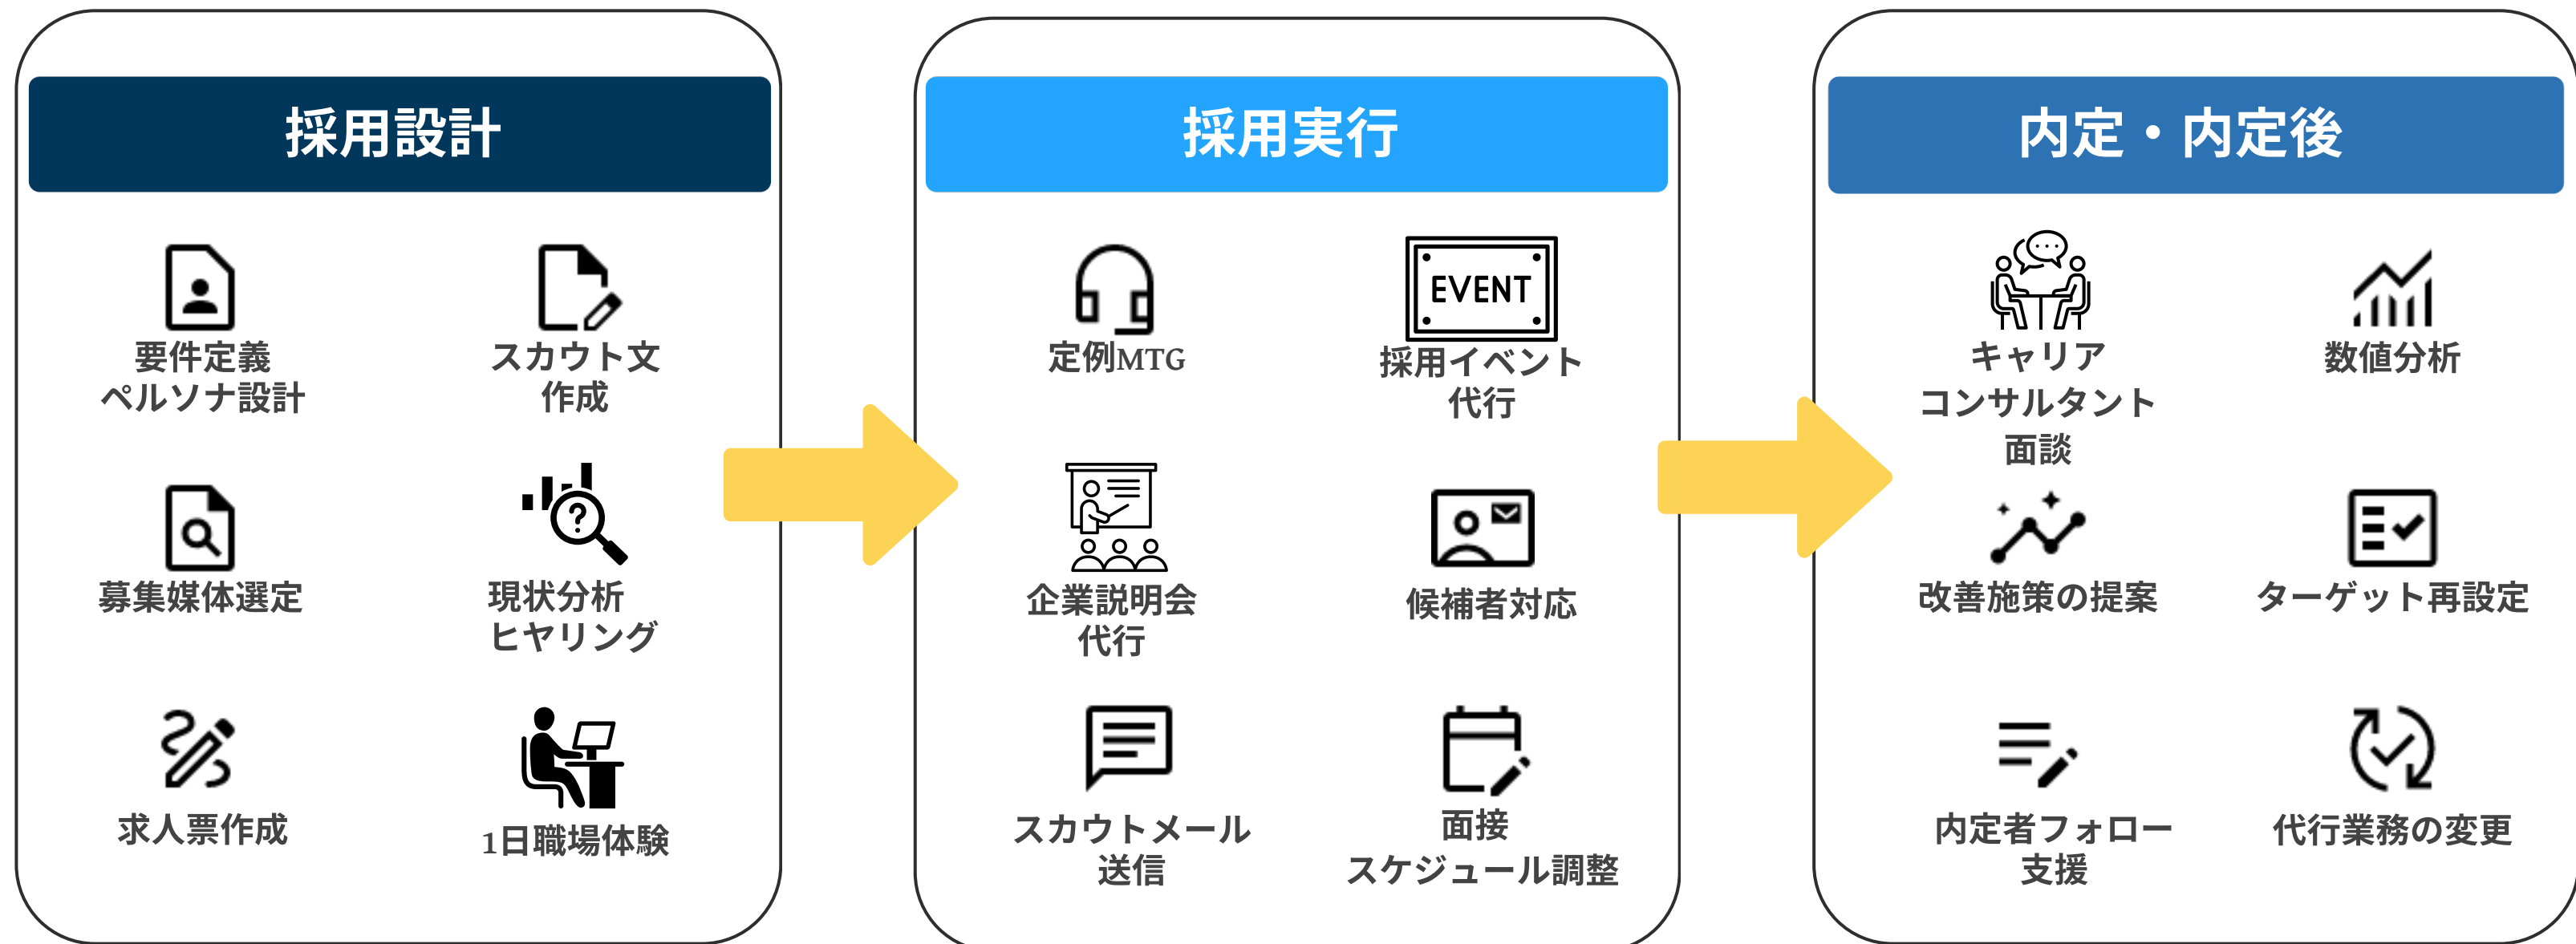 採用設計
要件定義
ペルソナ設計
スカウト文
作成
募集媒体選定
?
現状分析
ヒヤリング
求人票作成
1日職場体験
採用実行
定例MTG
EVENT
採用イベント
代行
企業説明会
代行
候補者対応
スカウトメール
送信
面接
スケジュール調整
内定・内定後
キャリア
コンサルタント
面談
数値分析
改善施策の提案
ターゲット再設定
内定者フォロー
支援
代行業務の変更